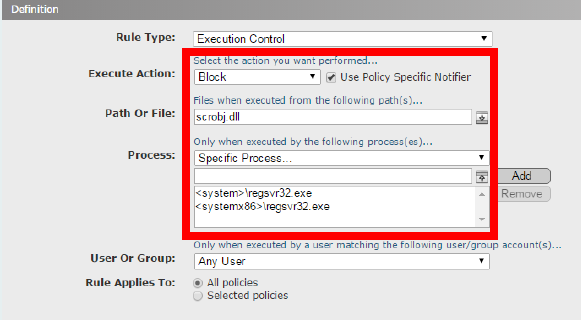 Definition
Rule Type: Execution Control
Select the action you want performed...
Execute Action: Block Use Policy Specific Notifier
Files when executed from the following path(s)...
Path Or File: scrobj.dll
Only when executed by the following process(es)...
Process: Specific Process...
Add
<system>\regsvr32.exe
Remove
<systemx86>\regsvr32.exe
Only when executed by a user matching the following user/group account(s)...
User Or Group: Any User
Rule Applies To: All policies
Selected policies